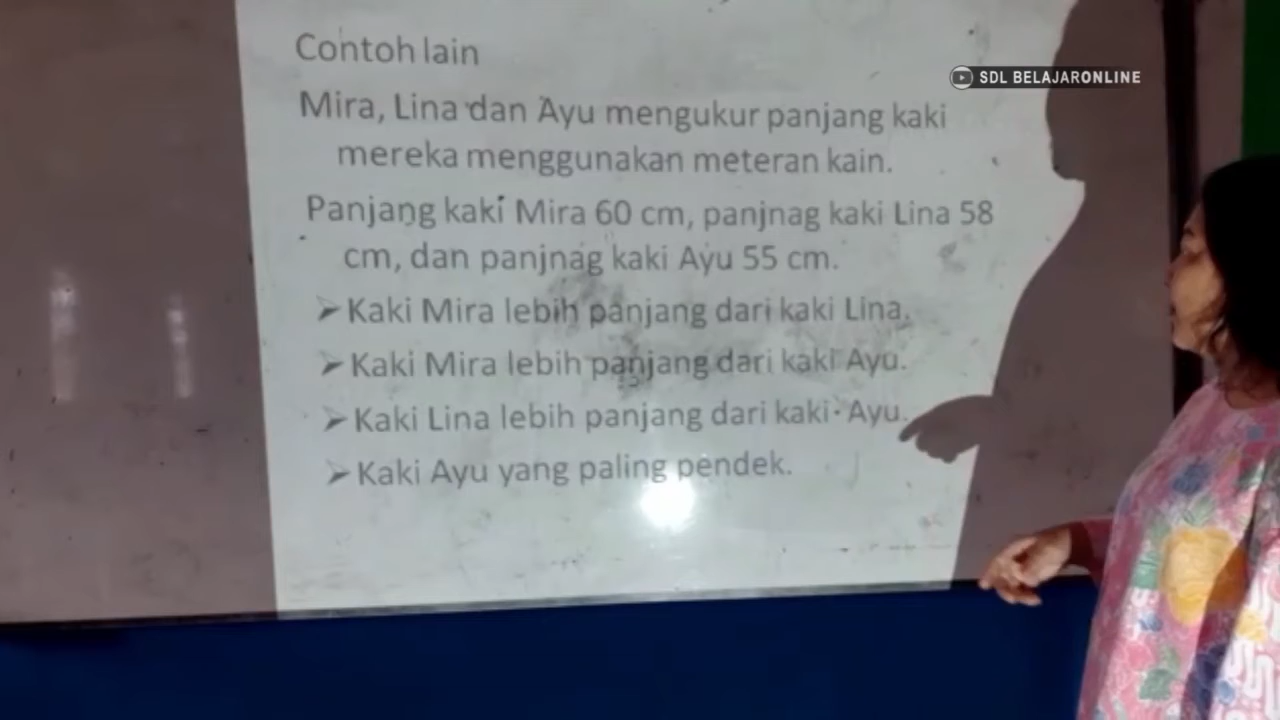 Contoh lain
SDL BELAJARONLINE
Mira, Lina dan Ayu mengukur panjang kaki
mereka menggunakan meteran kain.
Panjang kaki Mira 60 cm, panjnag kaki Lina 58
cm, dan panjnag kaki Ayu 55 cm.
➢Kaki Mira lebih panjang dari kaki Lina.
➢Kaki Mira lebih panjang dari kaki Ayu.
➢Kaki Lina lebih panjang dari kaki Ayu.
➢Kaki Ayu yang paling pendek.